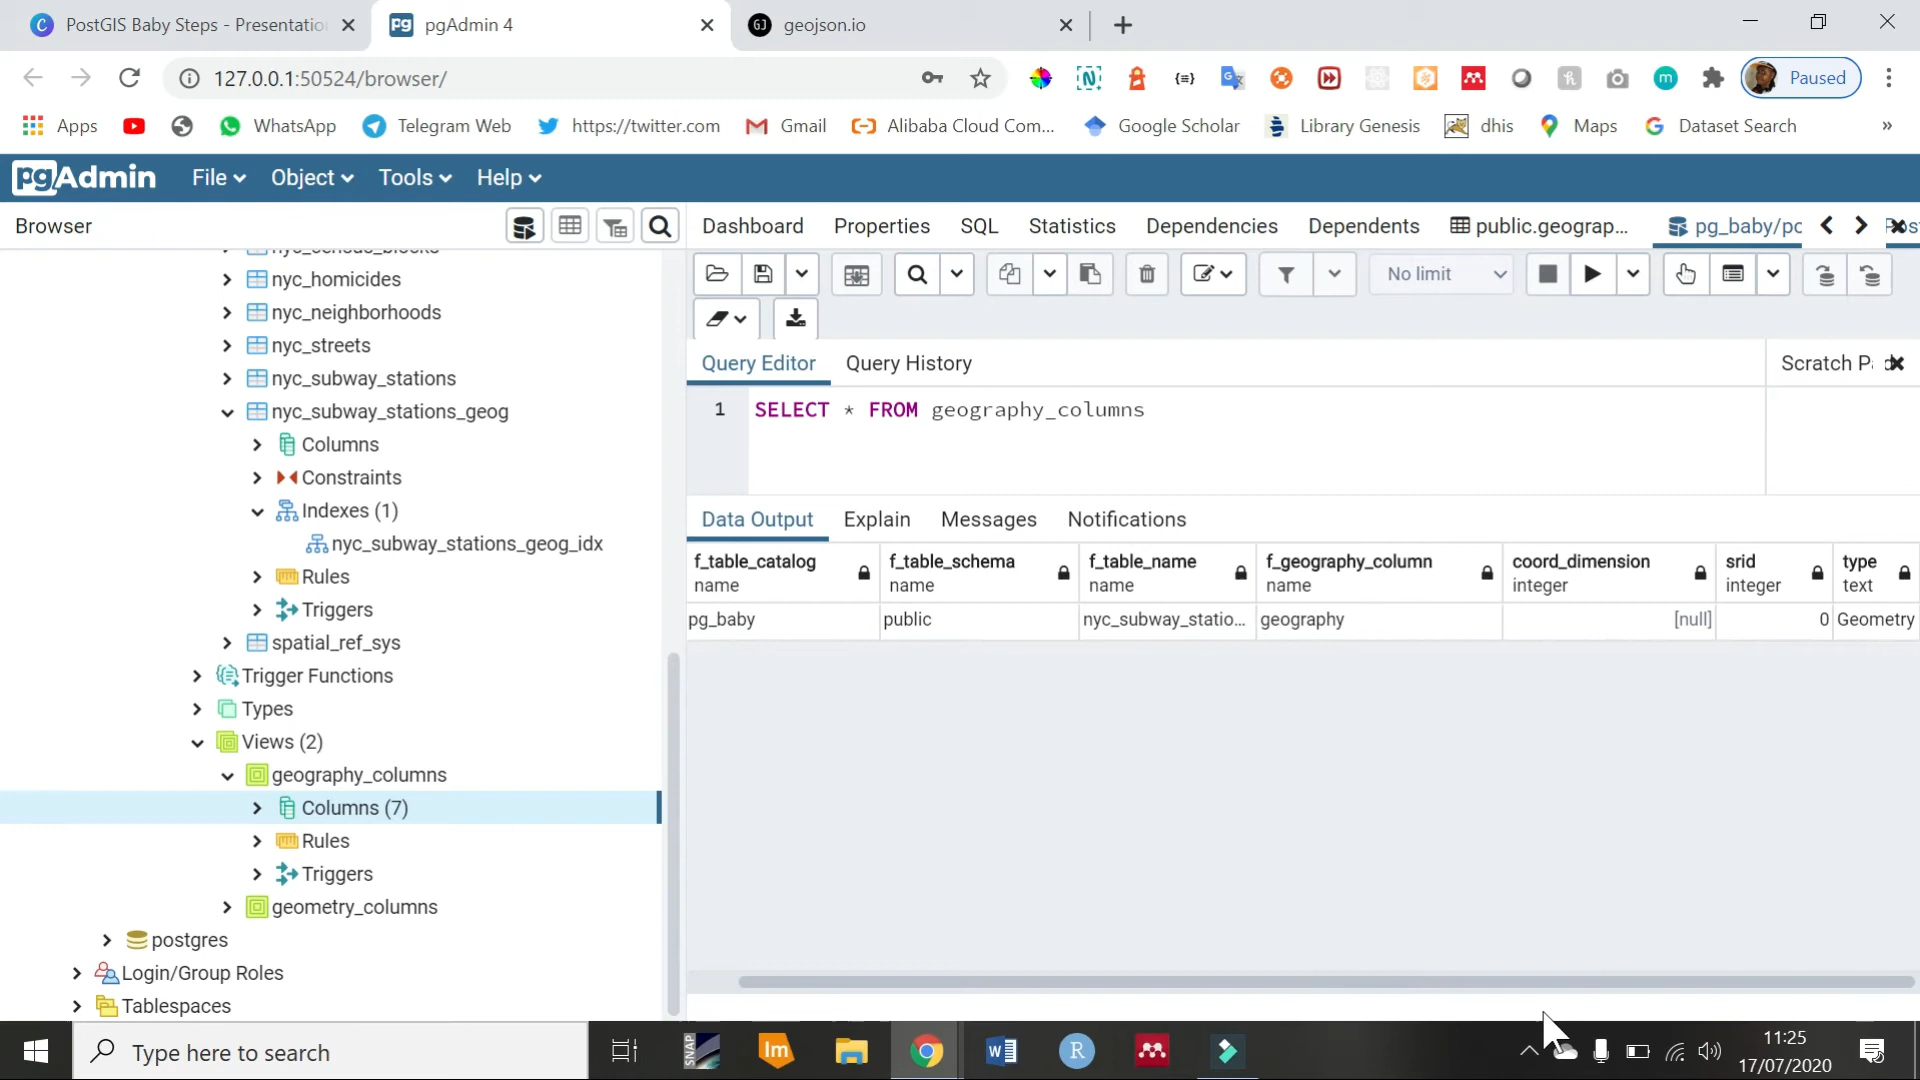 PostGIS Baby Steps - Presentatio
pgAdmin 4
geojson.io
127.0.0.1:50524/browser/
Paused
Apps
WhatsApp
Telegram Web
https://twitter.com
Gmail
Alibaba Cloud Com...
Google Scholar
Library Genesis
dhis
Maps
Dataset Search
»
pgAdmin
File
Object
Tools
Help
Browser
Dashboard
Properties
SQL
Statistics
Dependencies
Dependents
public.geograp...
pg_baby/pc
nyc_census_blocks
nyc_homicides
nyc_neighborhoods
nyc_streets
nyc_subway_stations
nyc_subway_stations_geog
Columns
Constraints
Indexes (1)
nyc_subway_stations_geog_idx
Rules
Triggers
spatial_ref_sys
Trigger Functions
Types
Views (2)
geography_columns
Columns (7)
Rules
Triggers
geometry_columns
postgres
Login/Group Roles
Tablespaces
No limit
Query Editor
Query History
Scratch P
1 SELECT * FROM geography_columns
Data Output
Explain
Messages
Notifications
f_table_catalog f_table_schema f_table_name f_geography_column coord_dimension srid type
name name name name integer integer text
pg_baby public nyc_subway_statio... geography [null] 0 Geometry
Type here to search
SNAP
Im
W
R
11:25
17/07/2020